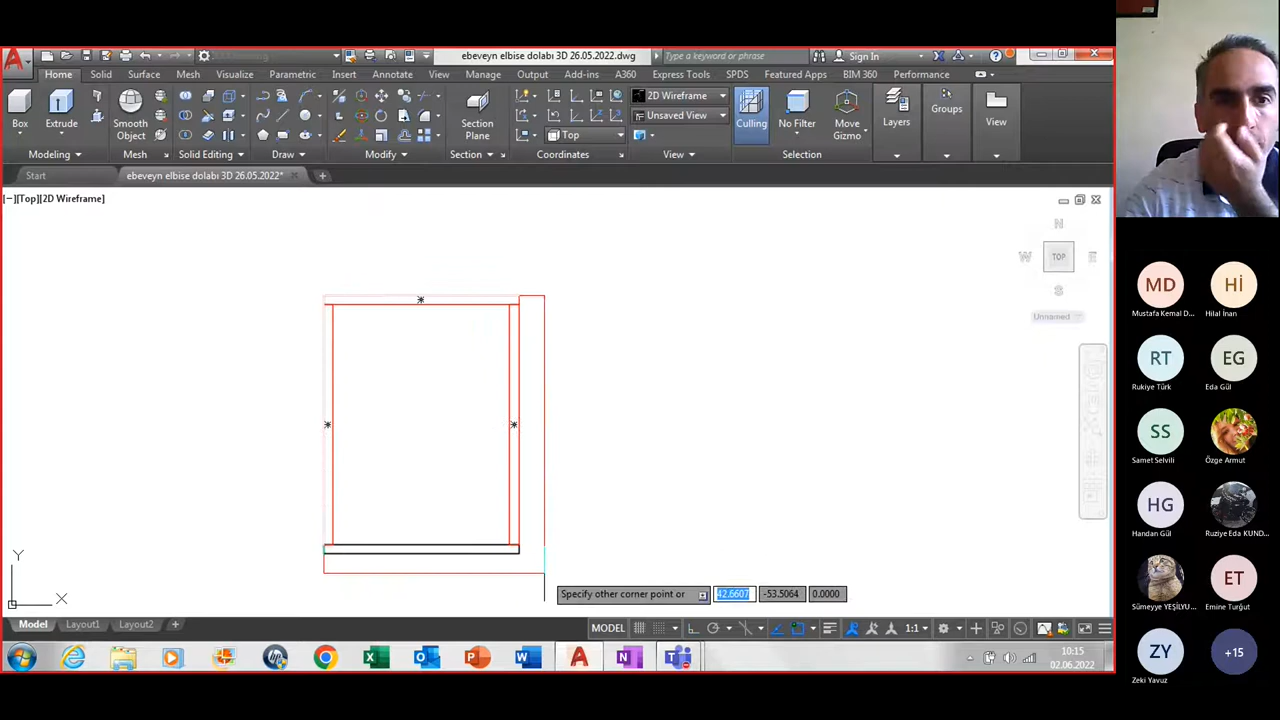 ebeveyn elbise dolabı 3D 26.05.2022.dwg
Type a keyword or phrase
Sign In
Home Solid Surface Mesh Visualize Parametric Insert Annotate View Manage Output Add-ins A360 Express Tools SPDS Featured Apps BIM 360 Performance
Box
Extrude
Smooth
Object
Section
Plane
2D Wireframe
Unsaved View
Top
Culling
No Filter
Move
Gizmo
Layers
Groups
View
Modeling
Mesh
Solid Editing
Draw
Modify
Section
Coordinates
View
Selection
Start
ebeveyn elbise dolabı 3D 26.05.2022*
[−][Top][2D Wireframe]
N
W
TOP
E
S
Unnamed
Y
X
Specify other corner point or
42.6607
-53.5064
0.0000
Model
Layout1
Layout2
MODEL
1:1
10:15
02.06.2022
MD
Mustafa Kemal D...
Hİ
Hilal İnan
RT
Rukiye Türk
EG
Eda Gül
SS
Samet Selvili
Özge Armut
HG
Handan Gül
Ruziye Eda KUND...
Sümeyye YEŞİLYU...
ET
Emine Turğut
ZY
Zeki Yavuz
+15